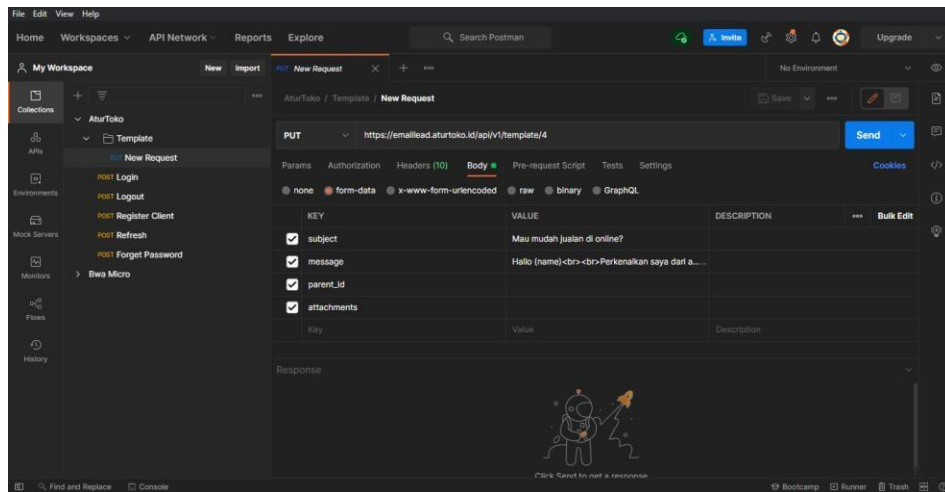 File Edit View Help
Home Workspaces API Network Reports Explore Search Postman Invite Upgrade
My Workspace New Import PUT New Request No Environment
AturToko / Template / New Request Save
Collections
APIs
Environments
Mock Servers
Monitors
Flows
History
AturToko
Template
PUT New Request
POST Login
POST Logout
POST Register Client
POST Refresh
POST Forget Password
Bwa Micro
PUT https://emaillead.aturtoko.id/api/v1/template/4 Send
Params Authorization Headers (10) Body Pre-request Script Tests Settings Cookies
none form-data x-www-form-urlencoded raw binary GraphQL
KEY VALUE DESCRIPTION Bulk Edit
subject Mau mudah jualan di online?
message Hallo {name}<br><br>Perkenalkan saya dari a...
parent_id
attachments
Key Value Description
Response
Click Send to get a response
Find and Replace Console Bootcamp Runner Trash